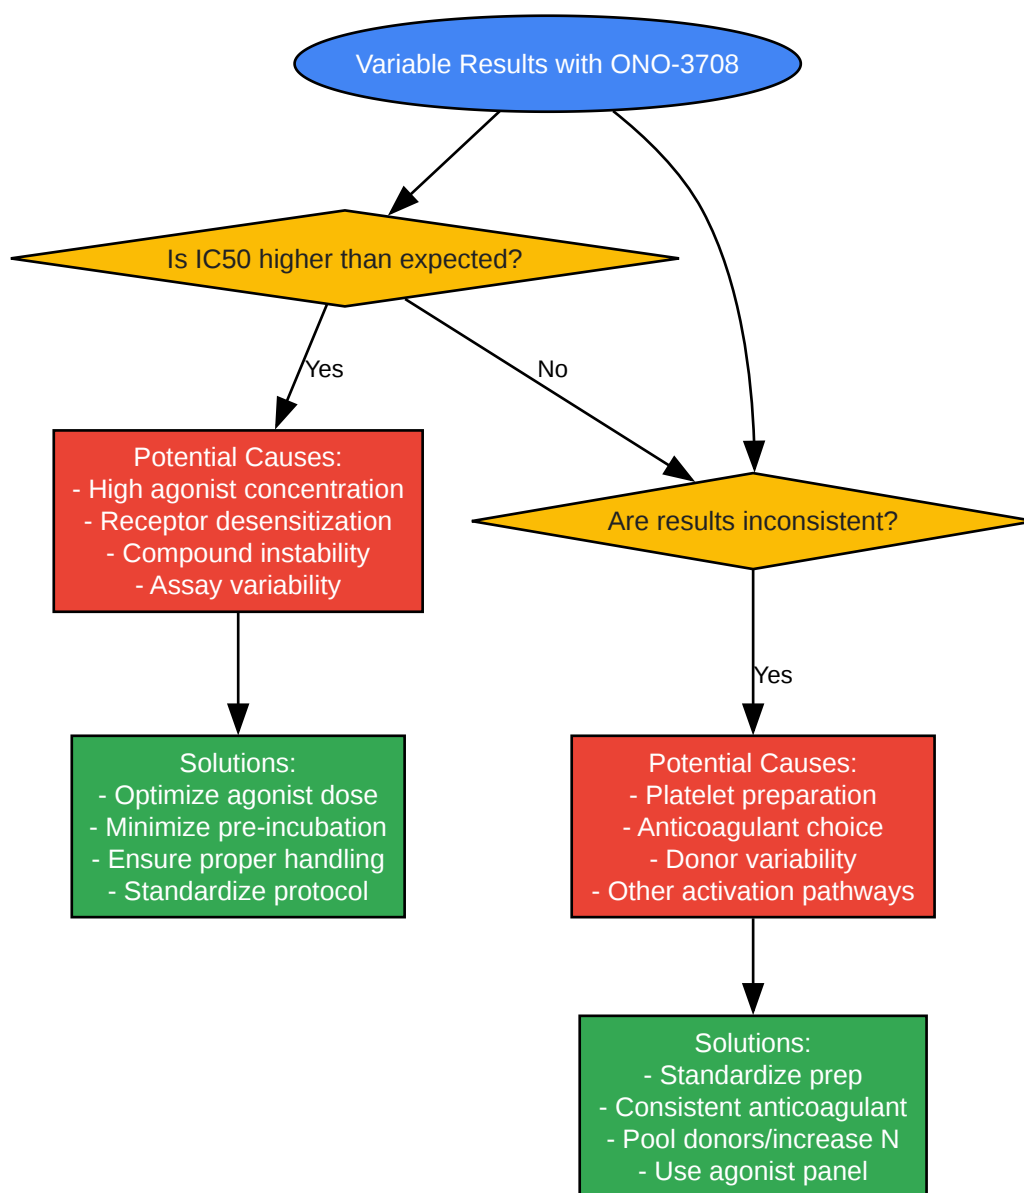 Variable Results with ONO-3708
Is IC50 higher than expected?
Yes
No
Potential Causes:
- High agonist concentration
- Receptor desensitization
- Compound instability
- Assay variability
Are results inconsistent?
Yes
Solutions:
- Optimize agonist dose
- Minimize pre-incubation
- Ensure proper handling
- Standardize protocol
Potential Causes:
- Platelet preparation
- Anticoagulant choice
- Donor variability
- Other activation pathways
Solutions:
- Standardize prep
- Consistent anticoagulant
- Pool donors/increase N
- Use agonist panel